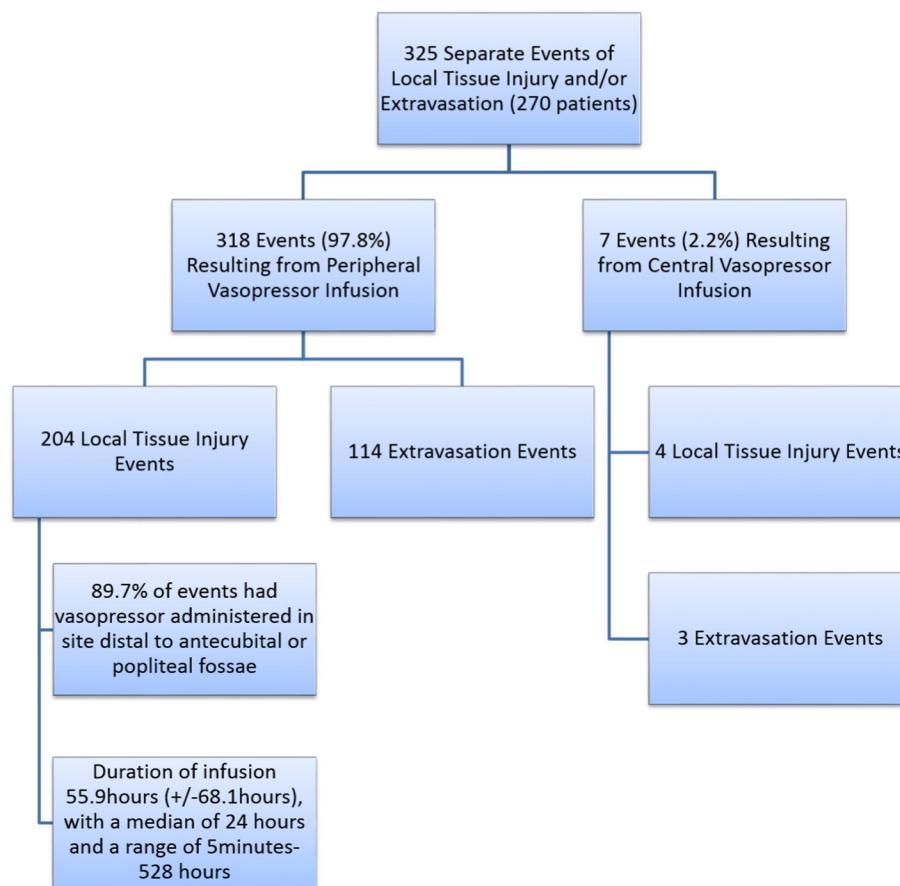 325 Separate Events of
Local Tissue Injury and/or
Extravasation (270 patients)
318 Events (97.8%)
Resulting from Peripheral
Vasopressor Infusion
7 Events (2.2%) Resulting
from Central Vasopressor
Infusion
204 Local Tissue Injury
Events
114 Extravasation Events
4 Local Tissue Injury Events
89.7% of events had
vasopressor administered in
site distal to antecubital or
popliteal fossae
3 Extravasation Events
Duration of infusion
55.9hours (+/-68.1hours),
with a median of 24 hours
and a range of 5minutes-
528 hours